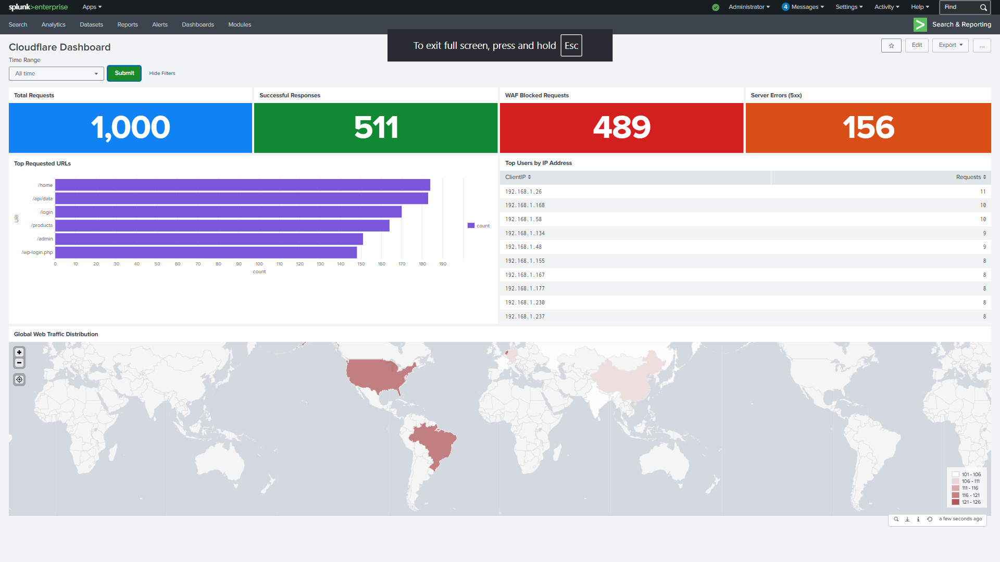 splunk>enterprise Apps Administrator 4 Messages Settings Activity Help Find
Search Analytics Datasets Reports Alerts Dashboards Modules Search & Reporting
To exit full screen, press and hold Esc
Cloudflare Dashboard
Edit Export ...
Time Range
All time Submit Hide Filters
Total Requests
1,000
Successful Responses
511
WAF Blocked Requests
489
Server Errors (5xx)
156
Top Requested URLs
URI
/home
/api/data
/login
/products
/admin
/wp-login.php
0 10 20 30 40 50 60 70 80 90 100 110 120 130 140 150 160 170 180 190
count
count
Top Users by IP Address
ClientIP Requests
192.168.1.26 11
192.168.1.168 10
192.168.1.58 10
192.168.1.134 9
192.168.1.48 9
192.168.1.155 8
192.168.1.167 8
192.168.1.177 8
192.168.1.230 8
192.168.1.237 8
Global Web Traffic Distribution
+
-
101 - 106
106 - 111
111 - 116
116 - 121
121 - 126
a few seconds ago